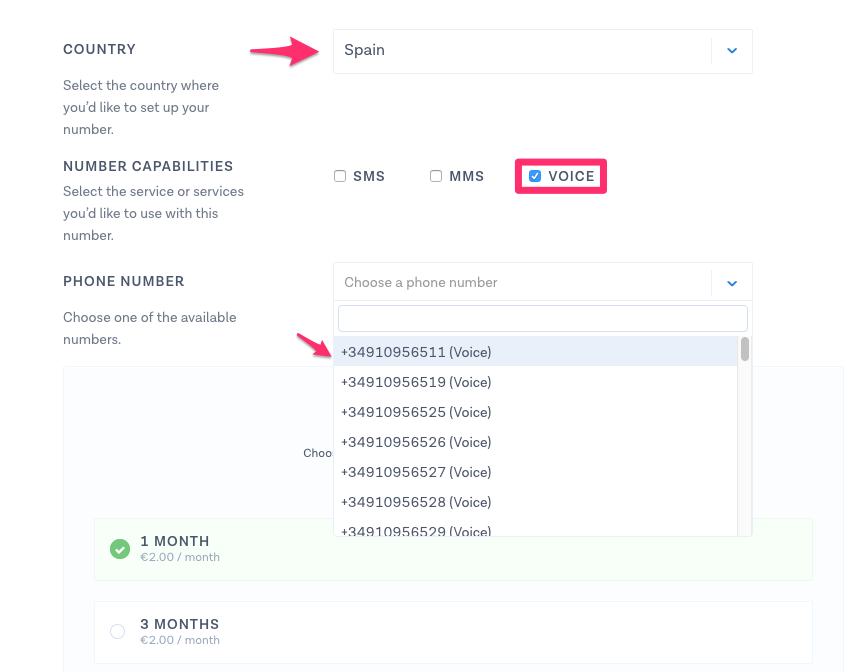 COUNTRY
Spain
Select the country where
you'd like to set up your
number.
NUMBER CAPABILITIES
SMS
MMS
VOICE
Select the service or services
you'd like to use with this
number.
PHONE NUMBER
Choose a phone number
Choose one of the available
numbers.
+34910956511 (Voice)
+34910956519 (Voice)
+34910956525 (Voice)
+34910956526 (Voice)
+34910956527 (Voice)
+34910956528 (Voice)
+34910956529 (Voice)
Choo
1 MONTH
€2.00 / month
3 MONTHS
€2.00 / month